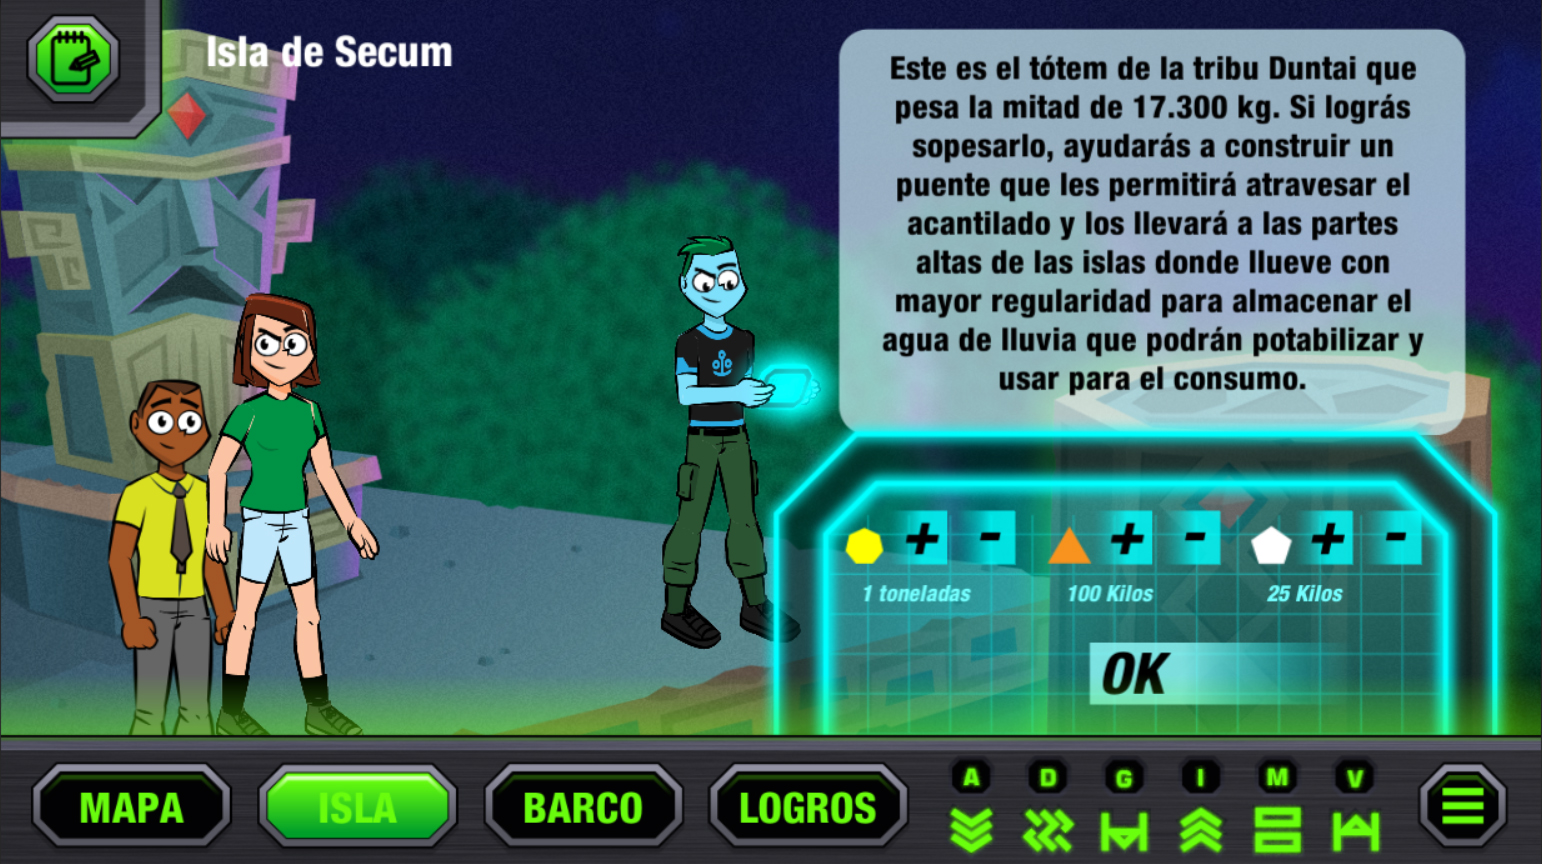 Isla de Secum
Este es el tótem de la tribu Duntai que
pesa la mitad de 17.300 kg. Si lográs
sopesarlo, ayudarás a construir un
puente que les permitirá atravesar el
acantilado y los llevará a las partes
altas de las islas donde llueve con
mayor regularidad para almacenar el
agua de lluvia que podrán potabilizar y
usar para el consumo.
+ - + - + -
1 toneladas 100 Kilos 25 Kilos
OK
A D G I M V
MAPA ISLA BARCO LOGROS